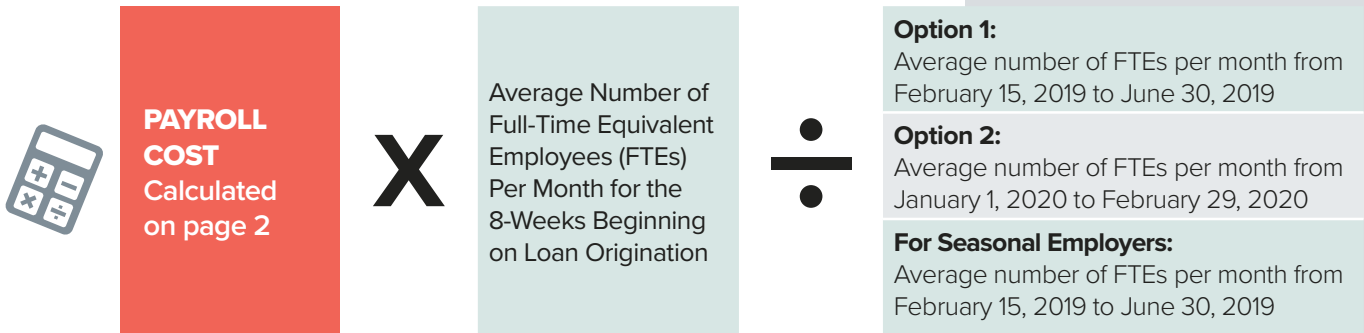 PAYROLL
COST
Calculated
on page 2
X
Average Number of
Full-Time Equivalent
Employees (FTEs)
Per Month for the
8-Weeks Beginning
on Loan Origination
÷
Option 1:
Average number of FTEs per month from
February 15, 2019 to June 30, 2019
Option 2:
Average number of FTEs per month from
January 1, 2020 to February 29, 2020
For Seasonal Employers:
Average number of FTEs per month from
February 15, 2019 to June 30, 2019